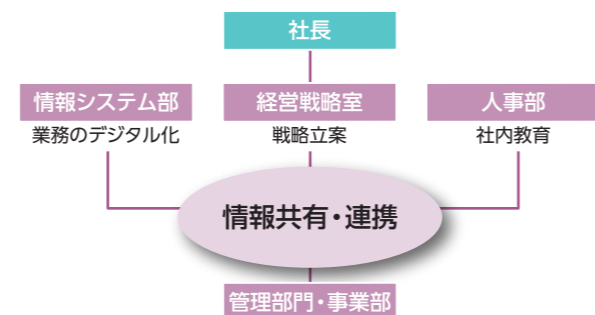 社長
情報システム部
業務のデジタル化
経営戦略室
戦略立案
人事部
社内教育
情報共有・連携
管理部門・事業部